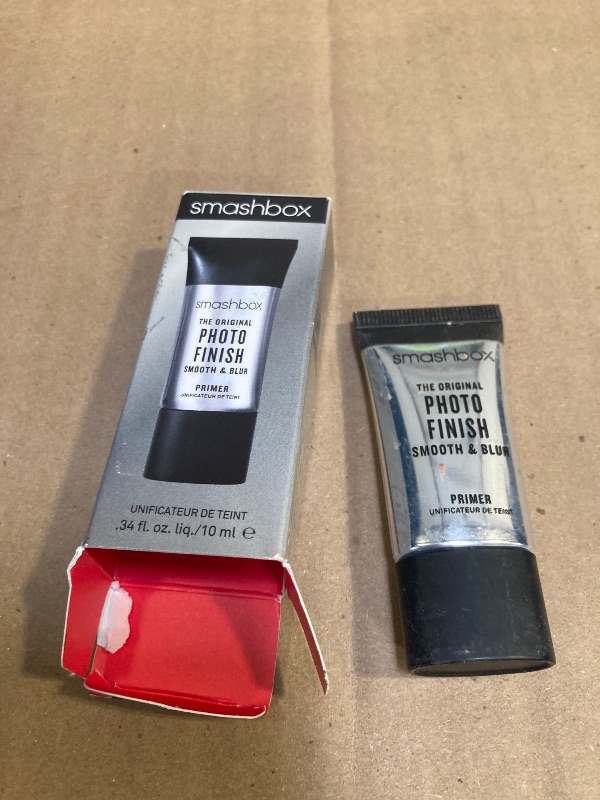 smashbox
smashbox
THE ORIGINAL
PHOTO
FINISH
SMOOTH & BLUR
PRIMER
UNIFICATEUR DE TEINT
UNIFICATEUR DE TEINT
.34 fl. oz. liq./10 ml ℮
smashbox
THE ORIGINAL
PHOTO
FINISH
SMOOTH & BLUR
PRIMER
UNIFICATEUR DE TEINT